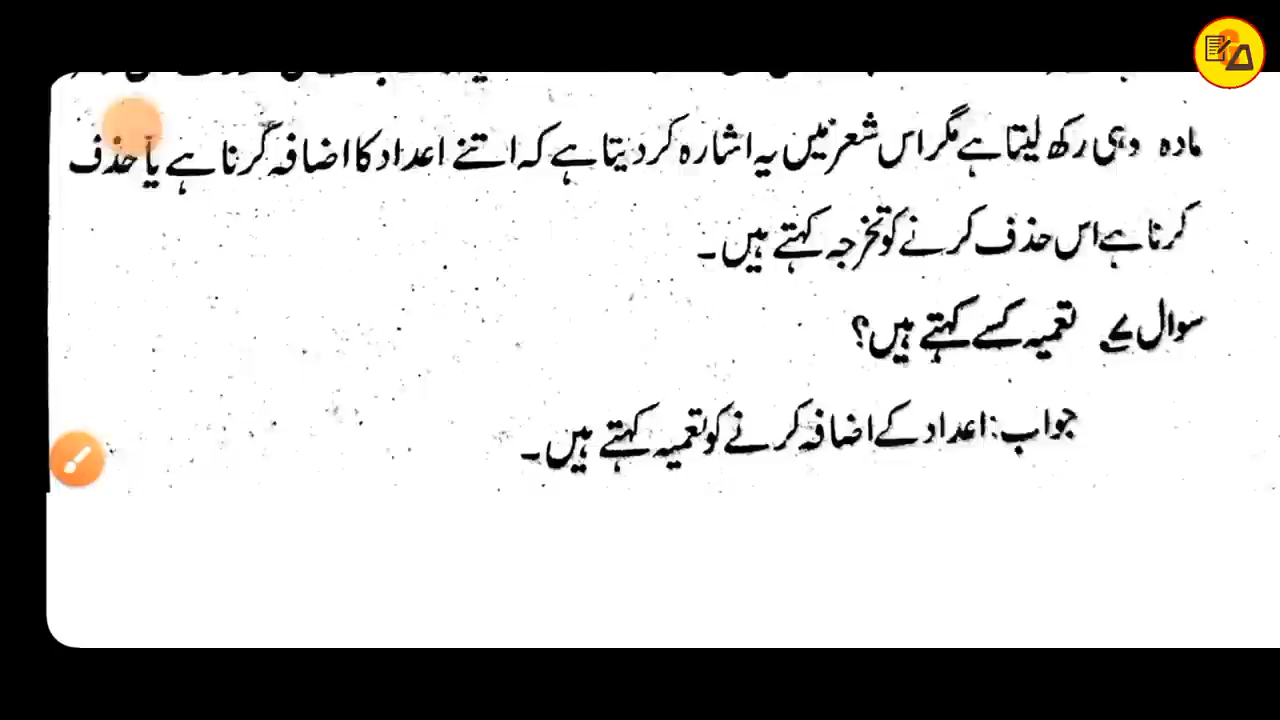 مادہ وہی رکھ لیتا ہے مگر اس شعر میں یہ اشارہ کر دیتا ہے کہ اتنے اعداد کا اضافہ کرنا ہے یا حذف
کرنا ہے اس حذف کرنے کو تخرجہ کہتے ہیں۔
سوال ۷ تعمیہ کسے کہتے ہیں؟
جواب: اعداد کے اضافہ کرنے کو تعمیہ کہتے ہیں۔